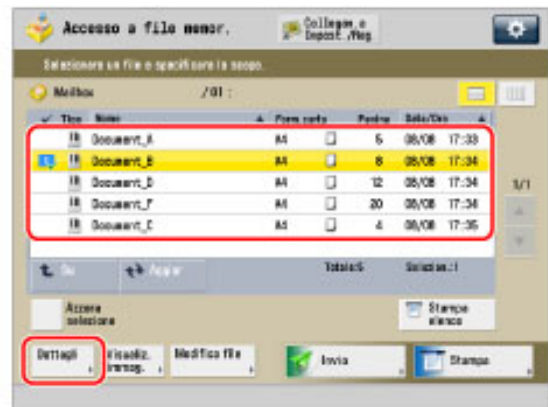 Accesso a file memor.
Collegam.e
Impost./Reg
Selezionare un file o specificare lo scopo.
Mailbox /01 :
Tipo Nome Form.carta Pagine Data/Ora
Document_A A4 5 08/08 17:33
1 Document_B A4 8 08/08 17:34
Document_D A4 12 08/08 17:34
Document_F A4 20 08/08 17:34
Document_C A4 4 08/08 17:35
1/1
Su Aggior Totale:5 Selezion.:1
Azzera
selezione
Stampa
elenco
Dettagli
Visualiz.
immag.
Modifica file
Invia
Stampa